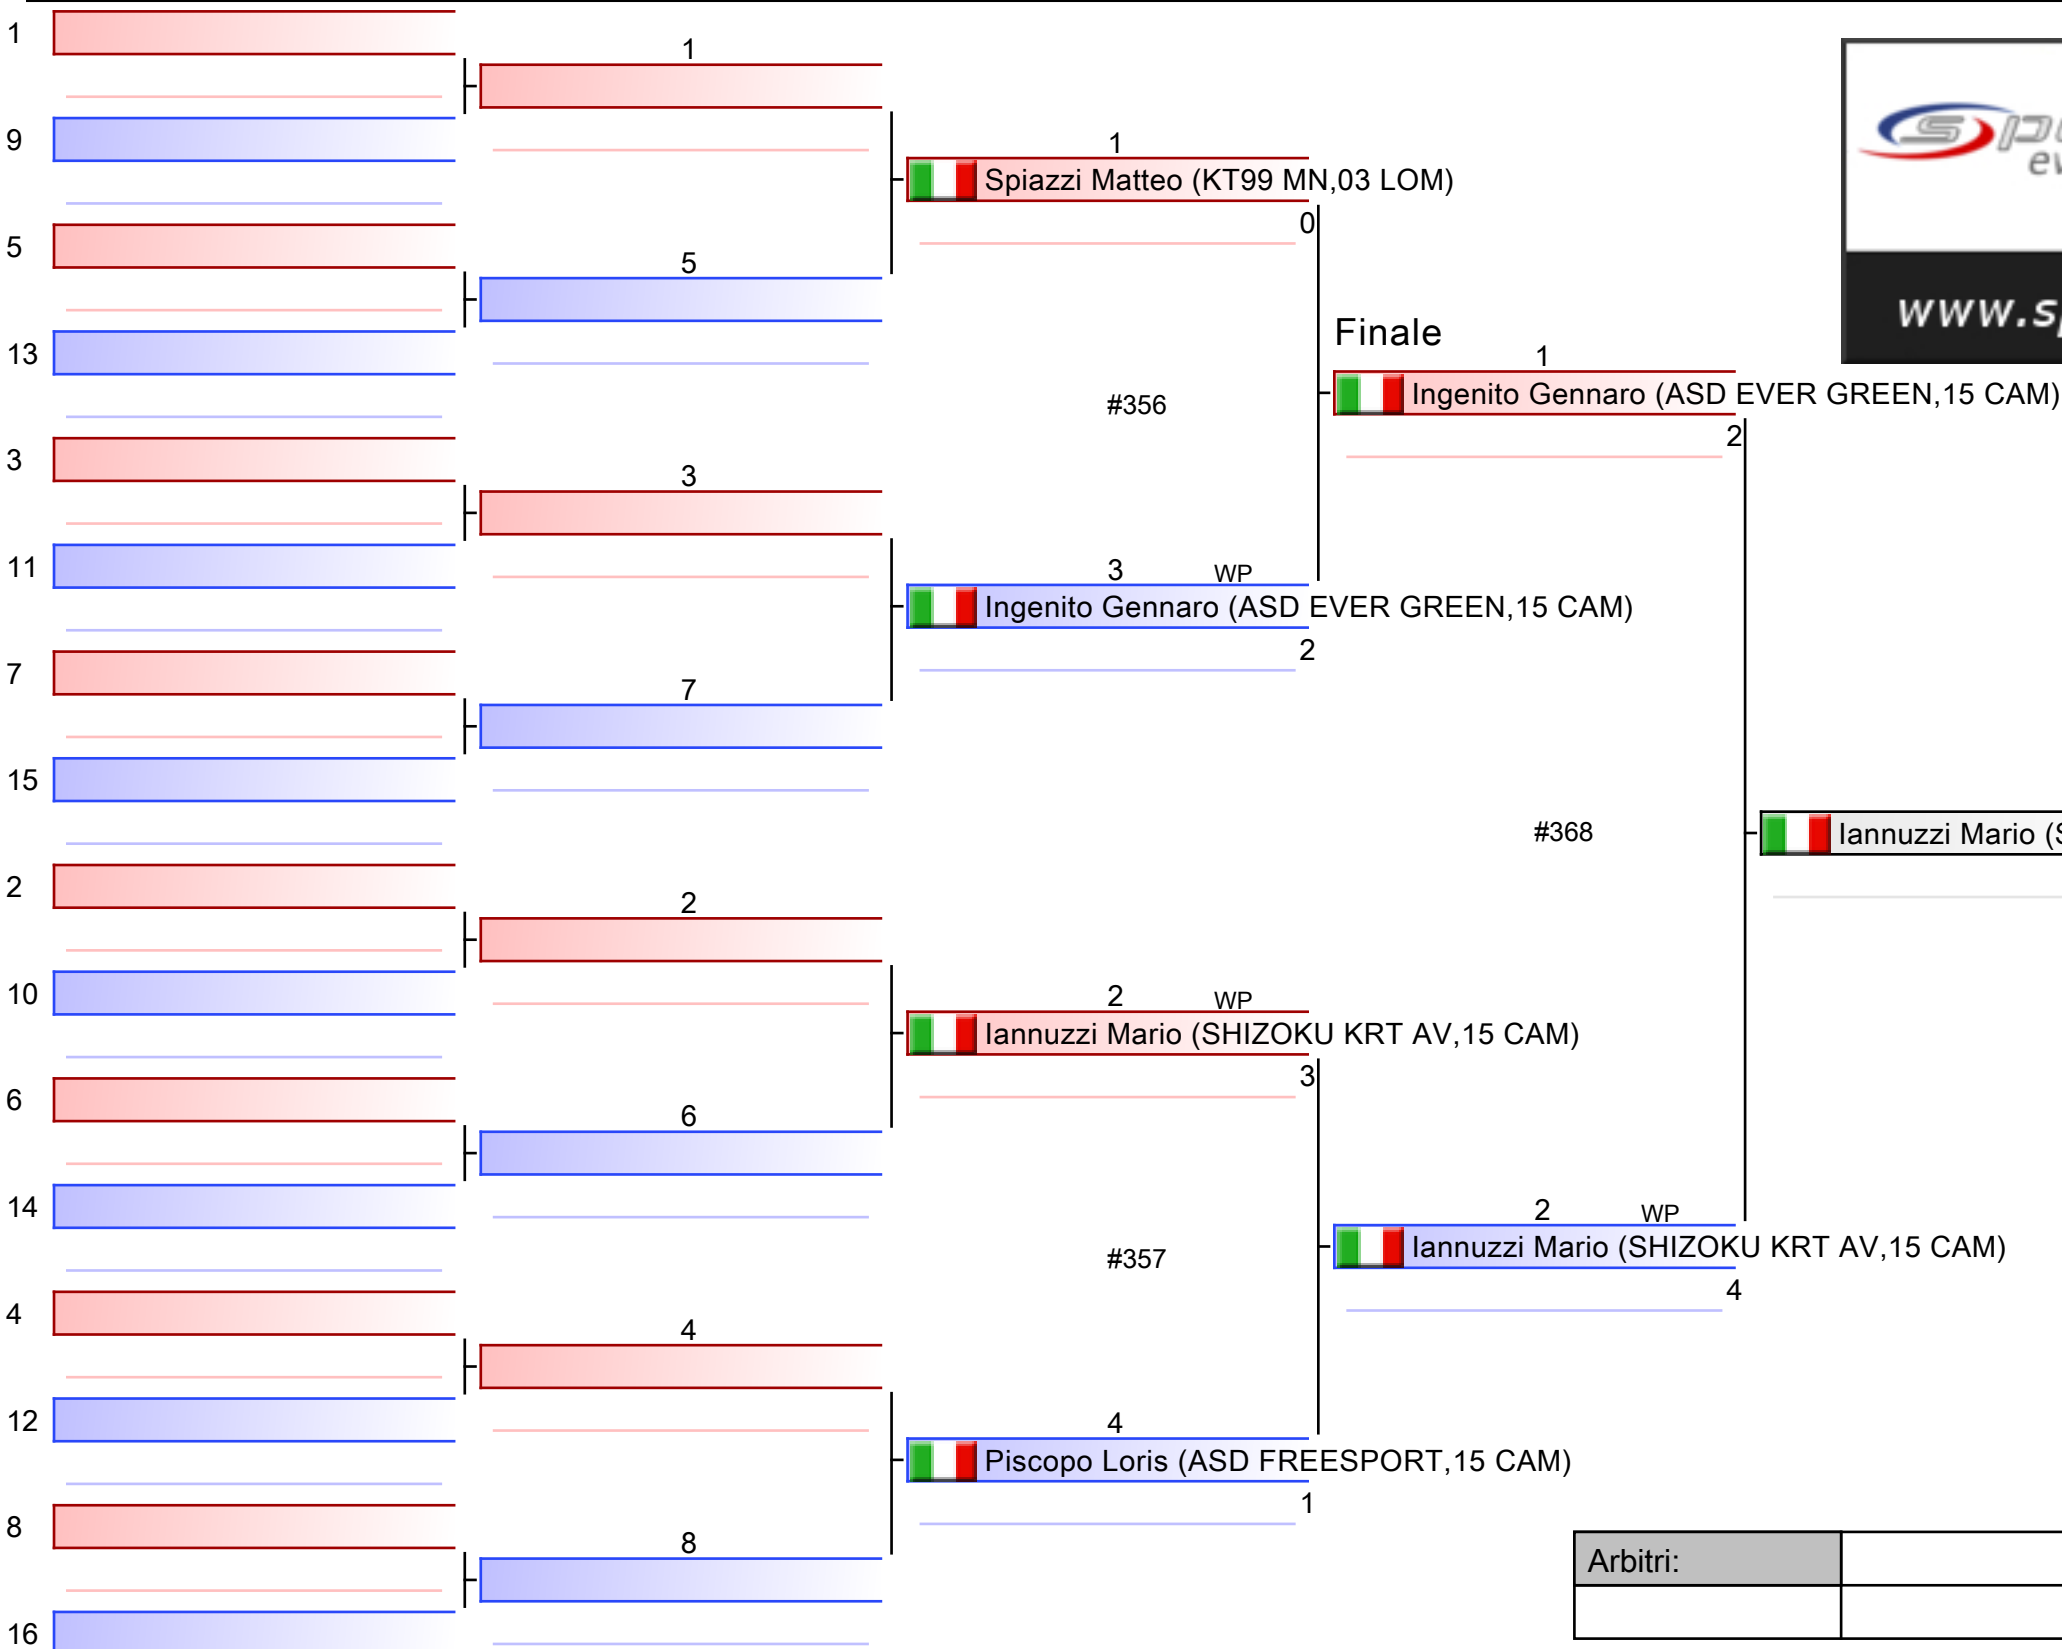 1
9
5
13
3
11
7
15
2
10
6
14
4
12
8
16
1
5
3
7
2
6
4
8
1
Spiazzi Matteo (KT99 MN,03 LOM)
0
#356
3 WP
Ingenito Gennaro (ASD EVER GREEN,15 CAM)
2
2 WP
Iannuzzi Mario (SHIZOKU KRT AV,15 CAM)
3
#357
4
Piscopo Loris (ASD FREESPORT,15 CAM)
1
Finale
1
Ingenito Gennaro (ASD EVER GREEN,15 CAM)
2
#368
2 WP
Iannuzzi Mario (SHIZOKU KRT AV,15 CAM)
4
Iannuzzi Mario (
www.s
Arbitri: